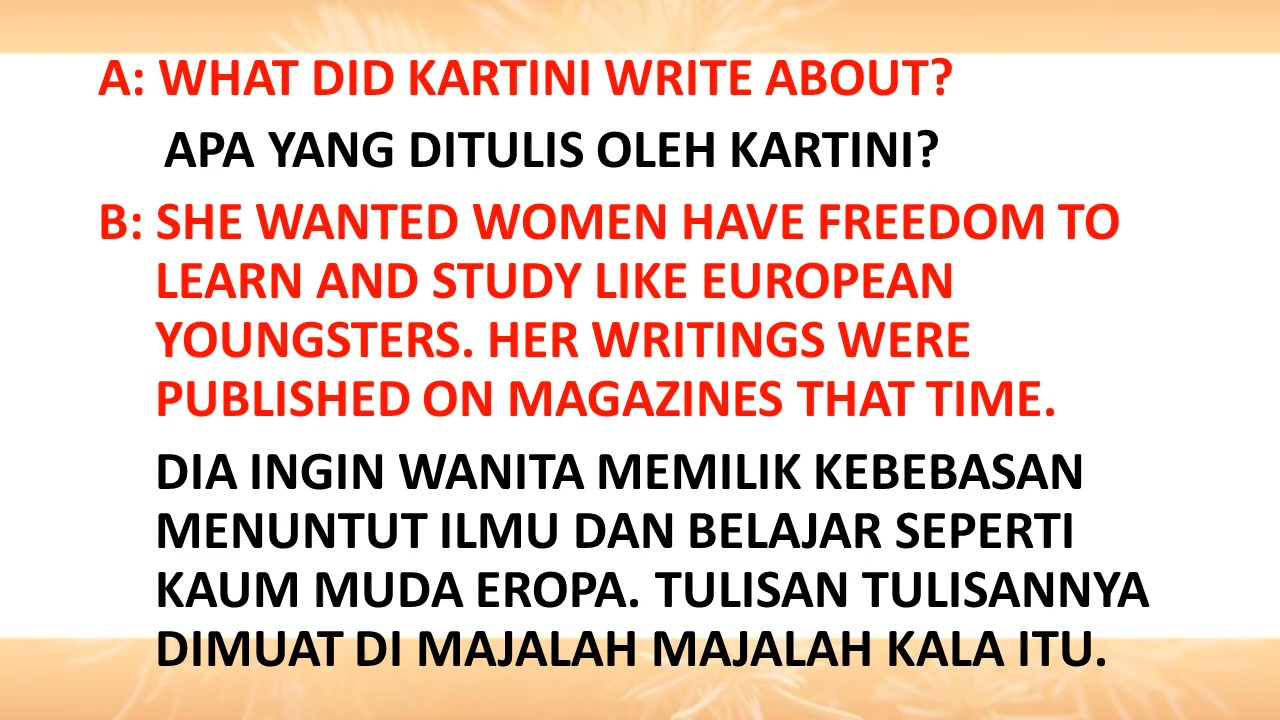 A: WHAT DID KARTINI WRITE ABOUT?
APA YANG DITULIS OLEH KARTINI?
B: SHE WANTED WOMEN HAVE FREEDOM TO
LEARN AND STUDY LIKE EUROPEAN
YOUNGSTERS. HER WRITINGS WERE
PUBLISHED ON MAGAZINES THAT TIME.
DIA INGIN WANITA MEMILIK KEBEBASAN
MENUNTUT ILMU DAN BELAJAR SEPERTI
KAUM MUDA EROPA. TULISAN TULISANNYA
DIMUAT DI MAJALAH MAJALAH KALA ITU.